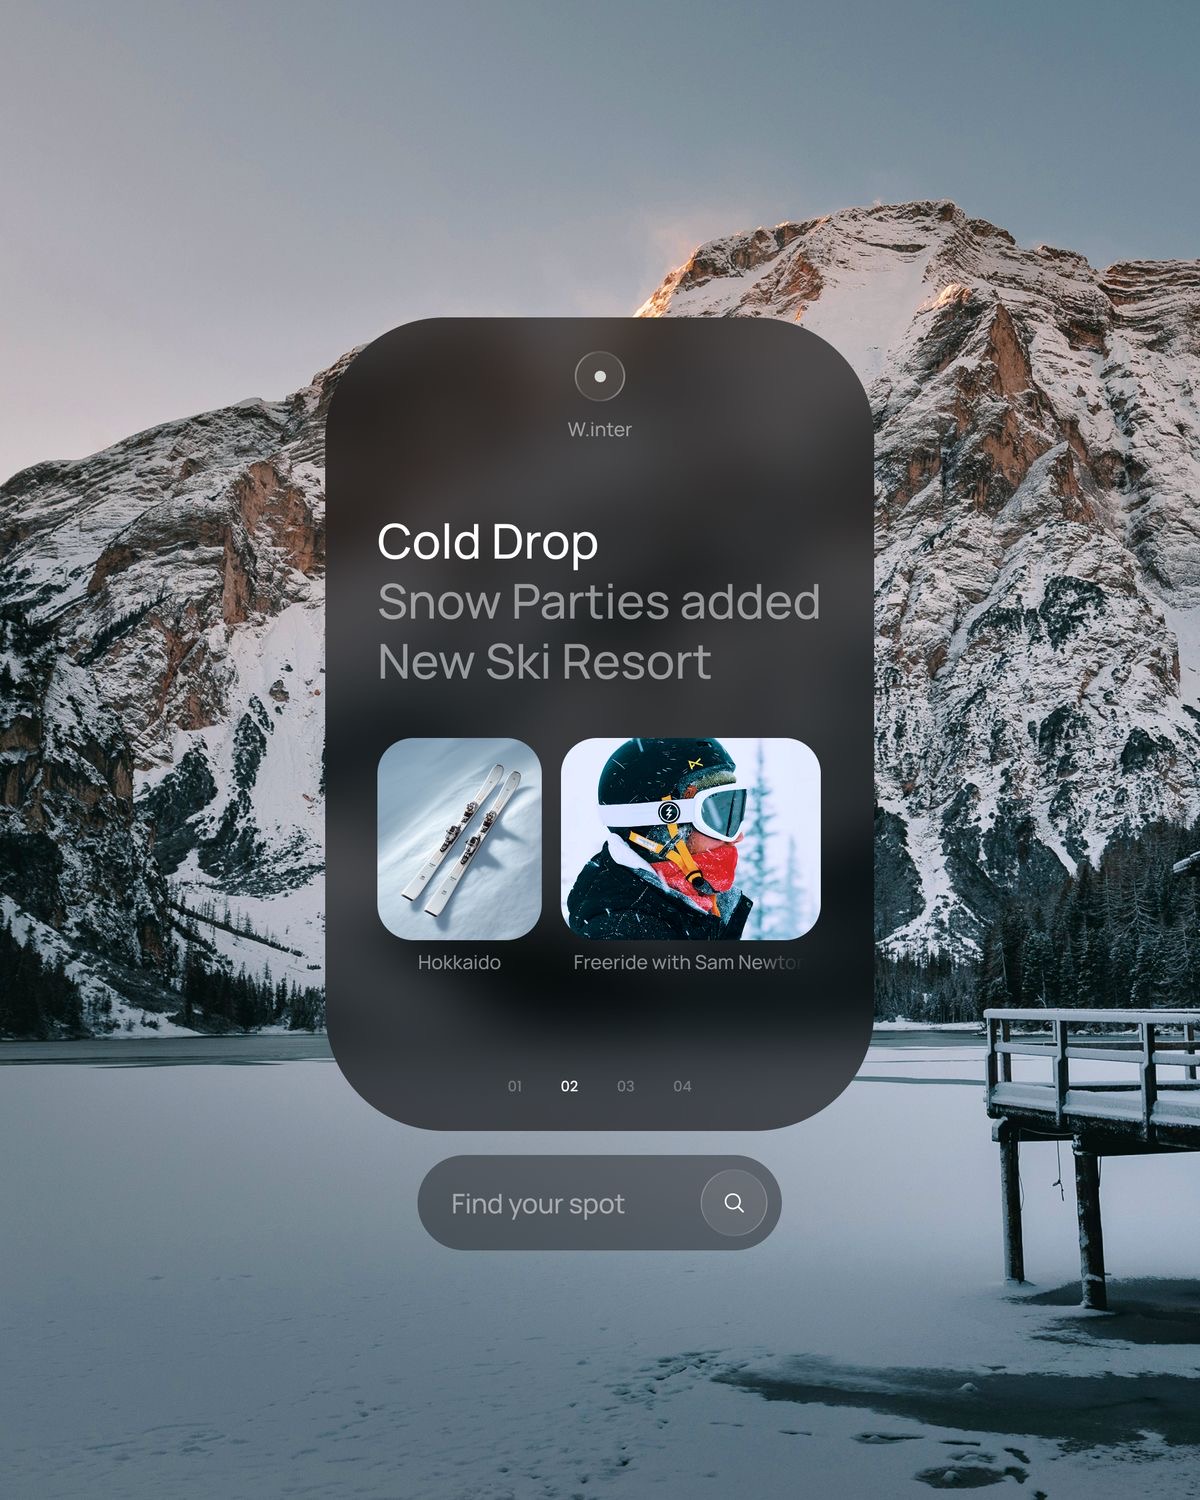 W.inter
Cold Drop
Snow Parties added
New Ski Resort
Hokkaido
Freeride with Sam Newton
01 02 03 04
Find your spot